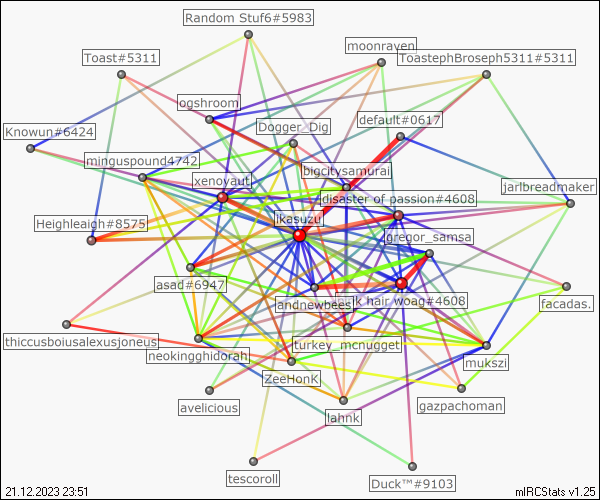 Random Stuf6#5983
moonraven
Toast#5311
ToastephBroseph5311#5311
ogshroom
default#0617
Knowun#6424
Dogger_Dig
minguspound4742
bigcitysamurai
xenoyaut
jarlbreadmaker
disaster of passion#4608
Heighleaigh#8575
ikasuzu
gregor_samsa
asad#6947
andnewbees
k hair woag#4608
facadas.
thiccusboiusalexusjoneus
neokingghidorah
turkey_mcnugget
mukszi
ZeeHonK
avelicious
lahnk
gazpachoman
tescoroll
Duck™#9103
21.12.2023 23:51
mIRCStats v1.25